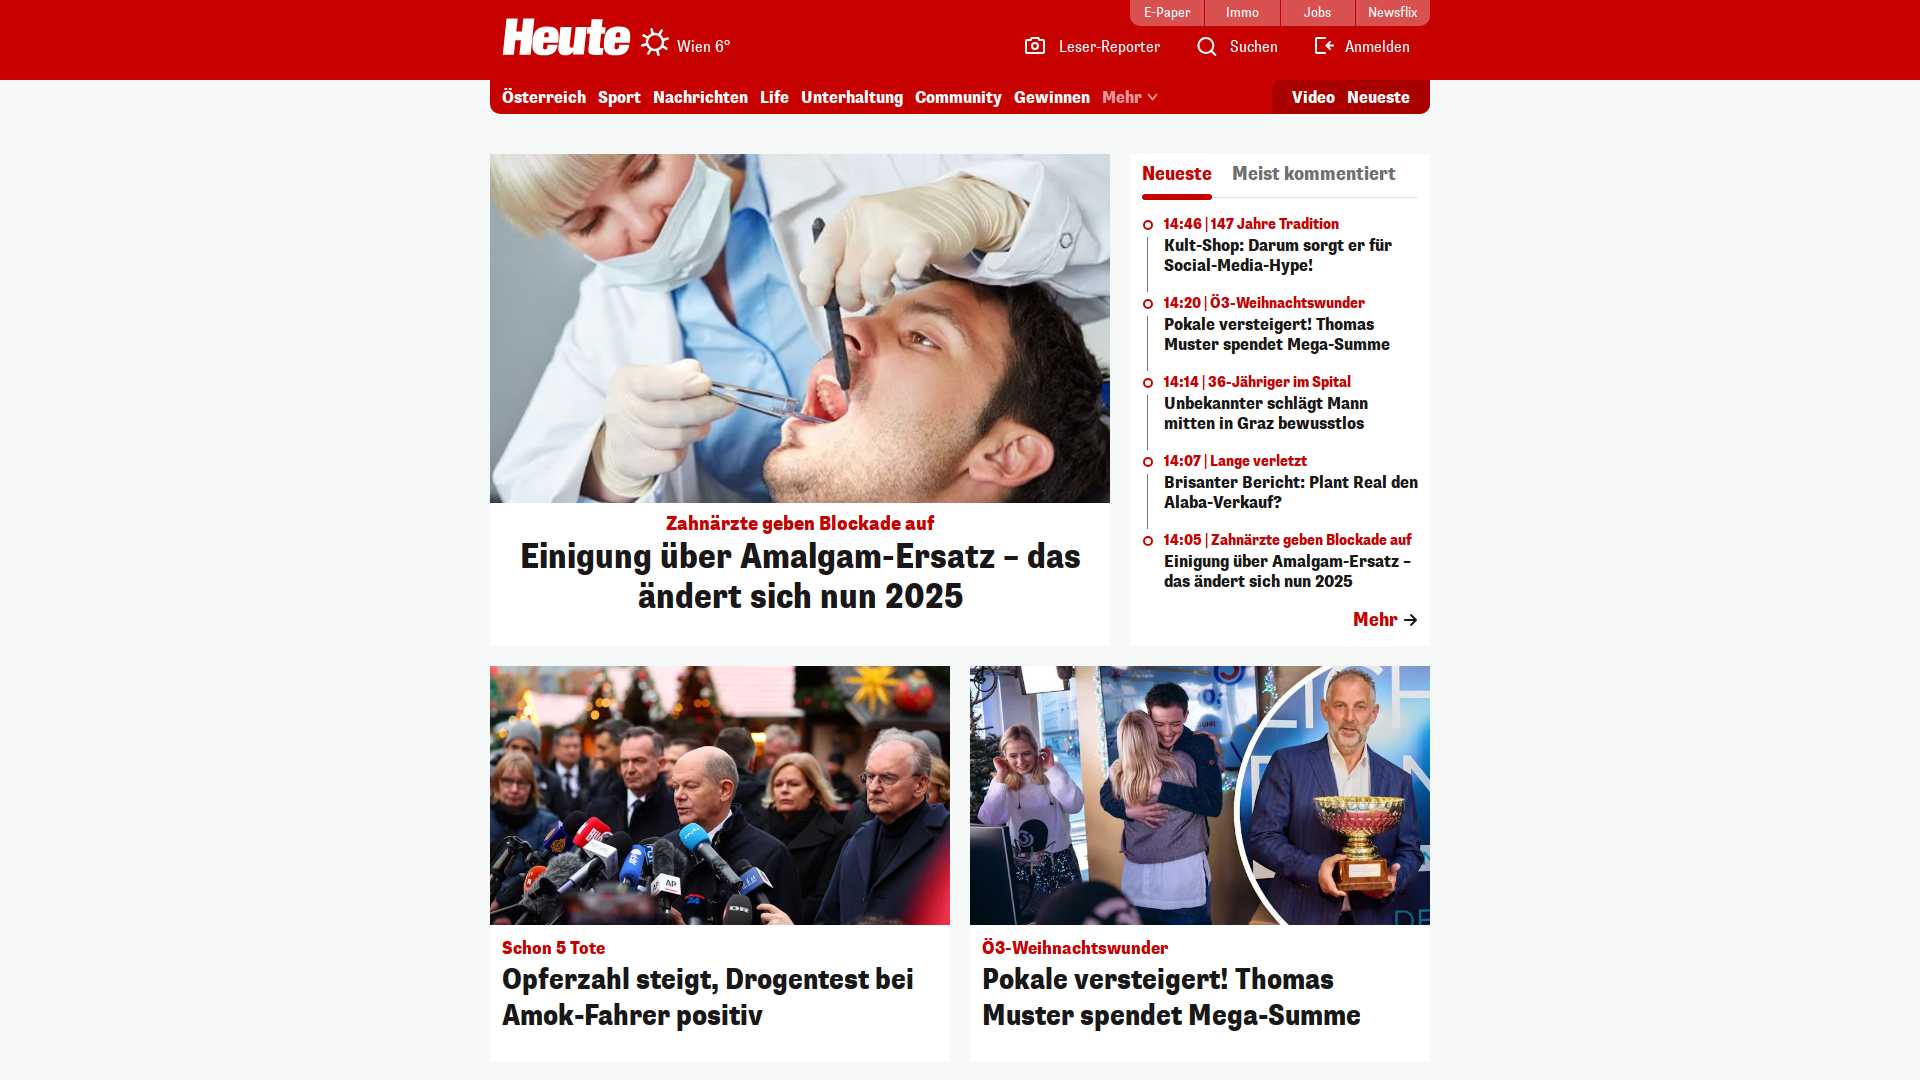 E-Paper
Immo
Jobs
Newsflix
Heute
Wien 6°
Leser-Reporter
Suchen
Anmelden
Österreich
Sport
Nachrichten
Life
Unterhaltung
Community
Gewinnen
Mehr
Video
Neueste
Neueste
Meist kommentiert
14:46 | 147 Jahre Tradition
Kult-Shop: Darum sorgt er für
Social-Media-Hype!
14:20 | Ö3-Weihnachtswunder
Pokale versteigert! Thomas
Muster spendet Mega-Summe
14:14 | 36-Jähriger im Spital
Unbekannter schlägt Mann
mitten in Graz bewusstlos
14:07 | Lange verletzt
Brisanter Bericht: Plant Real den
Alaba-Verkauf?
14:05 | Zahnärzte geben Blockade auf
Einigung über Amalgam-Ersatz –
das ändert sich nun 2025
Mehr
Zahnärzte geben Blockade auf
Einigung über Amalgam-Ersatz – das
ändert sich nun 2025
AP
24
DR
Schon 5 Tote
Opferzahl steigt, Drogentest bei
Amok-Fahrer positiv
Ö3-Weihnachtswunder
Pokale versteigert! Thomas
Muster spendet Mega-Summe